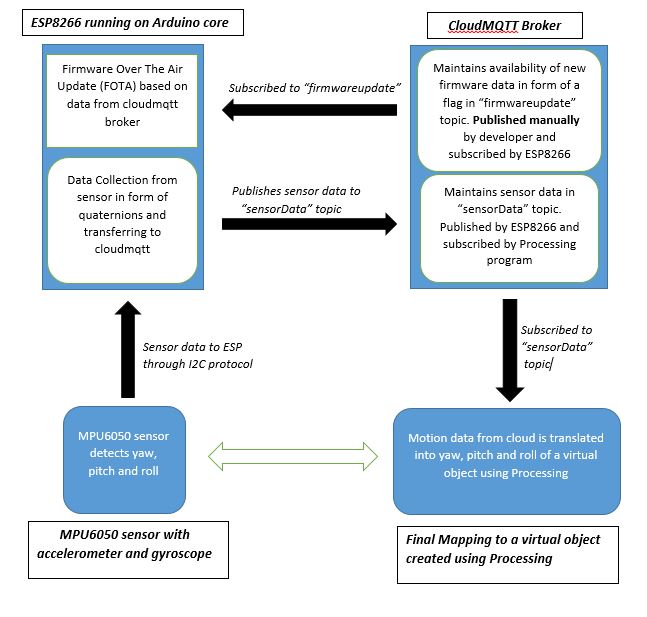 ESP8266 running on Arduino core
CloudMQTT Broker
Firmware Over The Air
Update (FOTA) based on
data from cloudmqtt
broker
Subscribed to “firmwareupdate”
Maintains availability of new
firmware data in form of a
flag in “firmwareupdate”
topic. Published manually
by developer and
subscribed by ESP8266
Data Collection from
sensor in form of
quaternions and
transferring to
cloudmqtt
Publishes sensor data to
“sensorData” topic
Maintains sensor data in
“sensorData” topic.
Published by ESP8266 and
subscribed by Processing
program
Sensor data to ESP
through I2C protocol
Subscribed to
“sensorData”
topic
MPU6050 sensor
detects yaw,
pitch and roll
Motion data from cloud is translated
into yaw, pitch and roll of a virtual
object using Processing
MPU6050 sensor with
accelerometer and gyroscope
Final Mapping to a virtual object
created using Processing